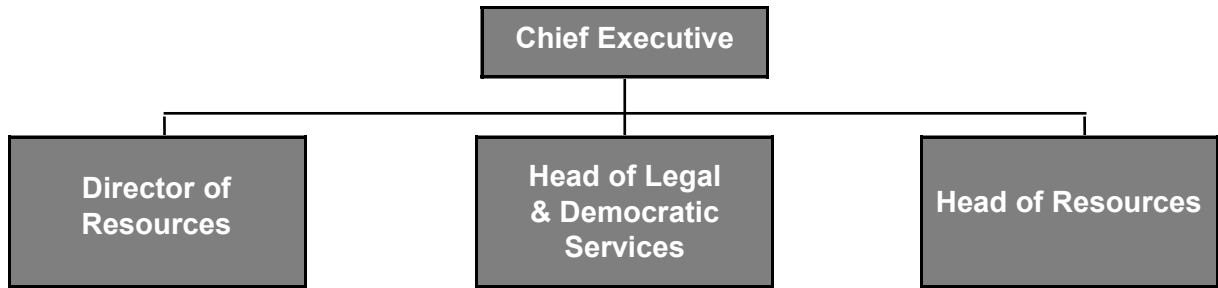 Chief Executive
Director of
Resources
Head of Legal
& Democratic
Services
Head of Resources